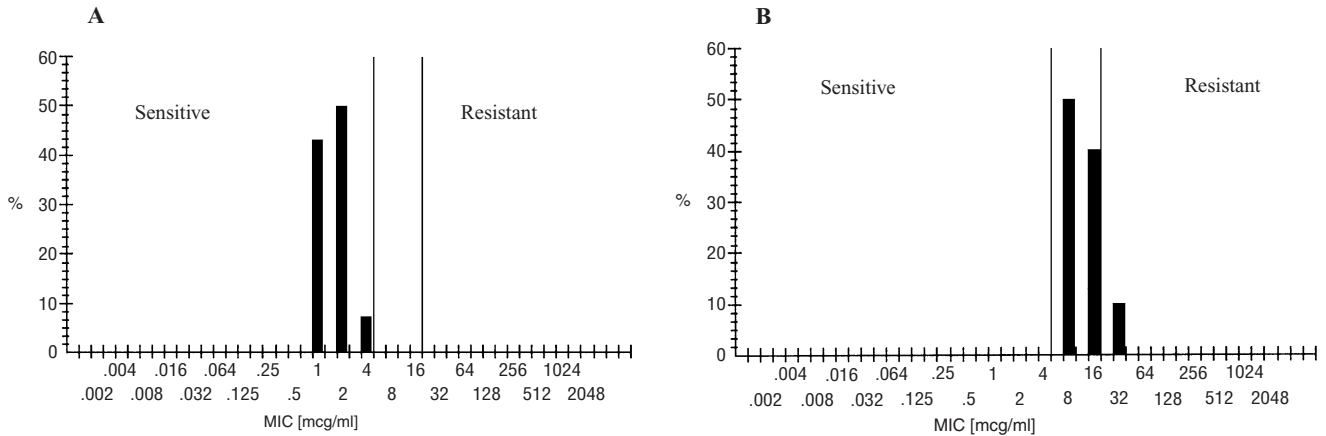 A
60
50
40
30
20
10
0
%
Sensitive
Resistant
.004 .016 .064 .25 1 2 4 16 64 256 1024
.002 .008 .032 .125 .5 8 32 128 512 2048
MIC [mcg/ml]
B
60
50
40
30
20
10
0
%
Sensitive
Resistant
.004 .016 .064 .25 1 4 16 64 256 1024
.002 .008 .032 .125 .5 2 8 32 128 512 2048
MIC [mcg/ml]